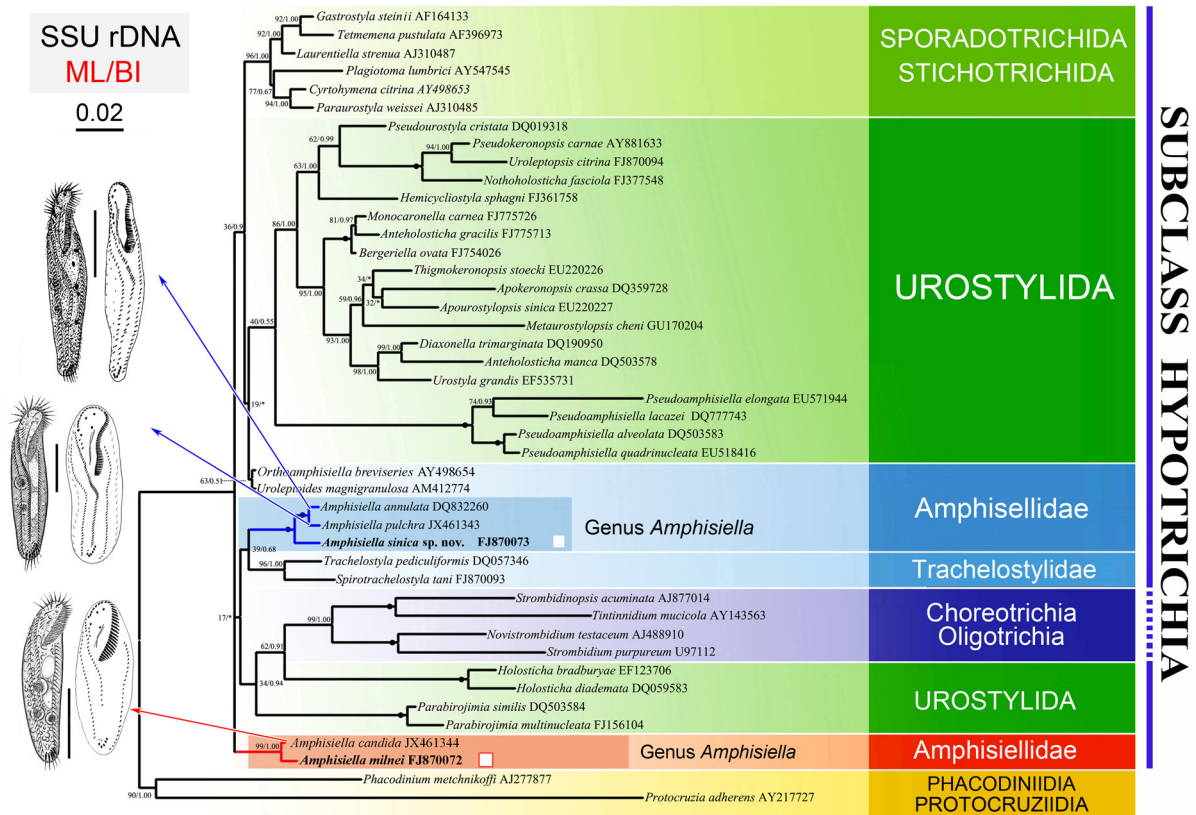 SSU rDNA
ML/BI
0.02
92/1.00
92/1.00
96/1.00
77/0.67
94/1.00
Gastrostyla steinii AF164133
Tetmemena pustulata AF396973
Laurentiella strenua AJ310487
Plagiotoma lumbrici AY547545
Cyrtohymena citrina AY498653
Paraurostyla weissei AJ310485
SPORADOTRICHIDA
STICHOTRICHIDA
62/0.99
94/1.00
63/1.00
36/0.9
86/1.00
81/0.97
95/1.00
34/*
59/0.96
32/*
40/0.55
93/1.00
99/1.00
98/1.00
74/0.93
19/*
Pseudourostyla cristata DQ019318
Pseudokeronopsis carnae AY881633
Uroleptopsis citrina FJ870094
Nothoholosticha fasciola FJ377548
Hemicycliostyla sphagni FJ361758
Monocaronella carnea FJ775726
Anteholosticha gracilis FJ775713
Bergeriella ovata FJ754026
Thigmokeronopsis stoecki EU220226
Apokeronopsis crassa DQ359728
Apourostylopsis sinica EU220227
Metaurostylopsis cheni GU170204
Diaxonella trimarginata DQ190950
Anteholosticha manca DQ503578
Urostyla grandis EF535731
Pseudoamphisiella elongata EU571944
Pseudoamphisiella lacazei DQ777743
Pseudoamphisiella alveolata DQ503583
Pseudoamphisiella quadrinucleata EU518416
UROSTYLIDA
63/0.51
Orthoamphisiella breviseries AY498654
Uroleptoides magnigranulosa AM412774
Amphisiella annulata DQ832260
Amphisiella pulchra JX461343
Amphisiella sinica sp. nov. FJ870073
Genus Amphisiella
Amphisellidae
39/0.68
96/1.00
Trachelostyla pediculiformis DQ057346
Spirotrachelostyla tani FJ870093
Trachelostylidae
17/*
99/1.00
62/0.91
Strombidinopsis acuminata AJ877014
Tintinnidium mucicola AY143563
Novistrombidium testaceum AJ488910
Strombidium purpureum U97112
Choreotrichia
Oligotrichia
34/0.94
Holosticha bradburyae EF123706
Holosticha diademata DQ059583
Parabirojimia similis DQ503584
Parabirojimia multinucleata FJ156104
UROSTYLIDA
99/1.00
Amphisiella candida JX461344
Amphisiella milnei FJ870072
Genus Amphisiella
Amphisiellidae
90/1.00
Phacodinium metchnikoffi AJ277877
Protocruzia adherens AY217727
PHACODINIIDIA
PROTOCRUZIIDIA
SUBCLASS HYPOTRICHIA